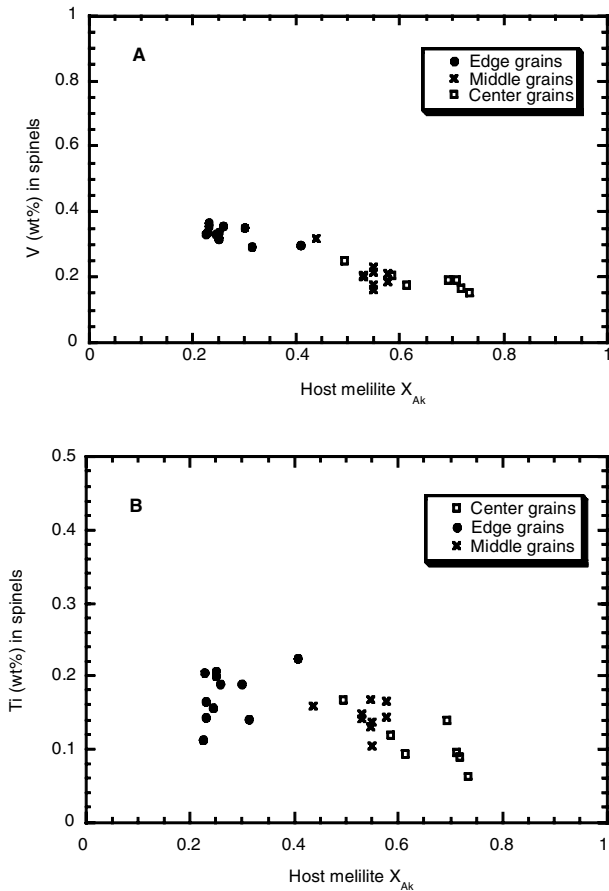 1
A
Edge grains
Middle grains
Center grains
0.8
0.6
0.4
0.2
0
V (wt%) in spinels
0 0.2 0.4 0.6 0.8 1
Host melilite X_Ak
0.5
B
Center grains
Edge grains
Middle grains
0.4
0.3
0.2
0.1
0
Ti (wt%) in spinels
0 0.2 0.4 0.6 0.8 1
Host melilite X_Ak